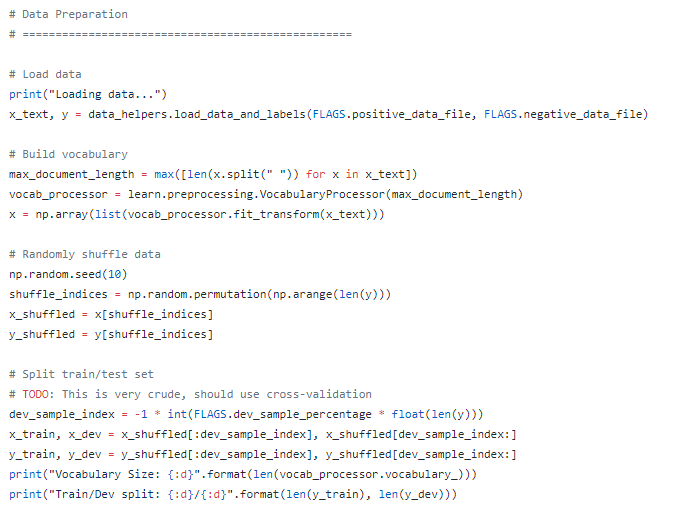 # Data Preparation
# ==================================================
# Load data
print("Loading data...")
x_text, y = data_helpers.load_data_and_labels(FLAGS.positive_data_file, FLAGS.negative_data_file)
# Build vocabulary
max_document_length = max([len(x.split(" ")) for x in x_text])
vocab_processor = learn.preprocessing.VocabularyProcessor(max_document_length)
x = np.array(list(vocab_processor.fit_transform(x_text)))
# Randomly shuffle data
np.random.seed(10)
shuffle_indices = np.random.permutation(np.arange(len(y)))
x_shuffled = x[shuffle_indices]
y_shuffled = y[shuffle_indices]
# Split train/test set
# TODO: This is very crude, should use cross-validation
dev_sample_index = -1 * int(FLAGS.dev_sample_percentage * float(len(y)))
x_train, x_dev = x_shuffled[:dev_sample_index], x_shuffled[dev_sample_index:]
y_train, y_dev = y_shuffled[:dev_sample_index], y_shuffled[dev_sample_index:]
print("Vocabulary Size: {:d}".format(len(vocab_processor.vocabulary_)))
print("Train/Dev split: {:d}/{:d}".format(len(y_train), len(y_dev)))